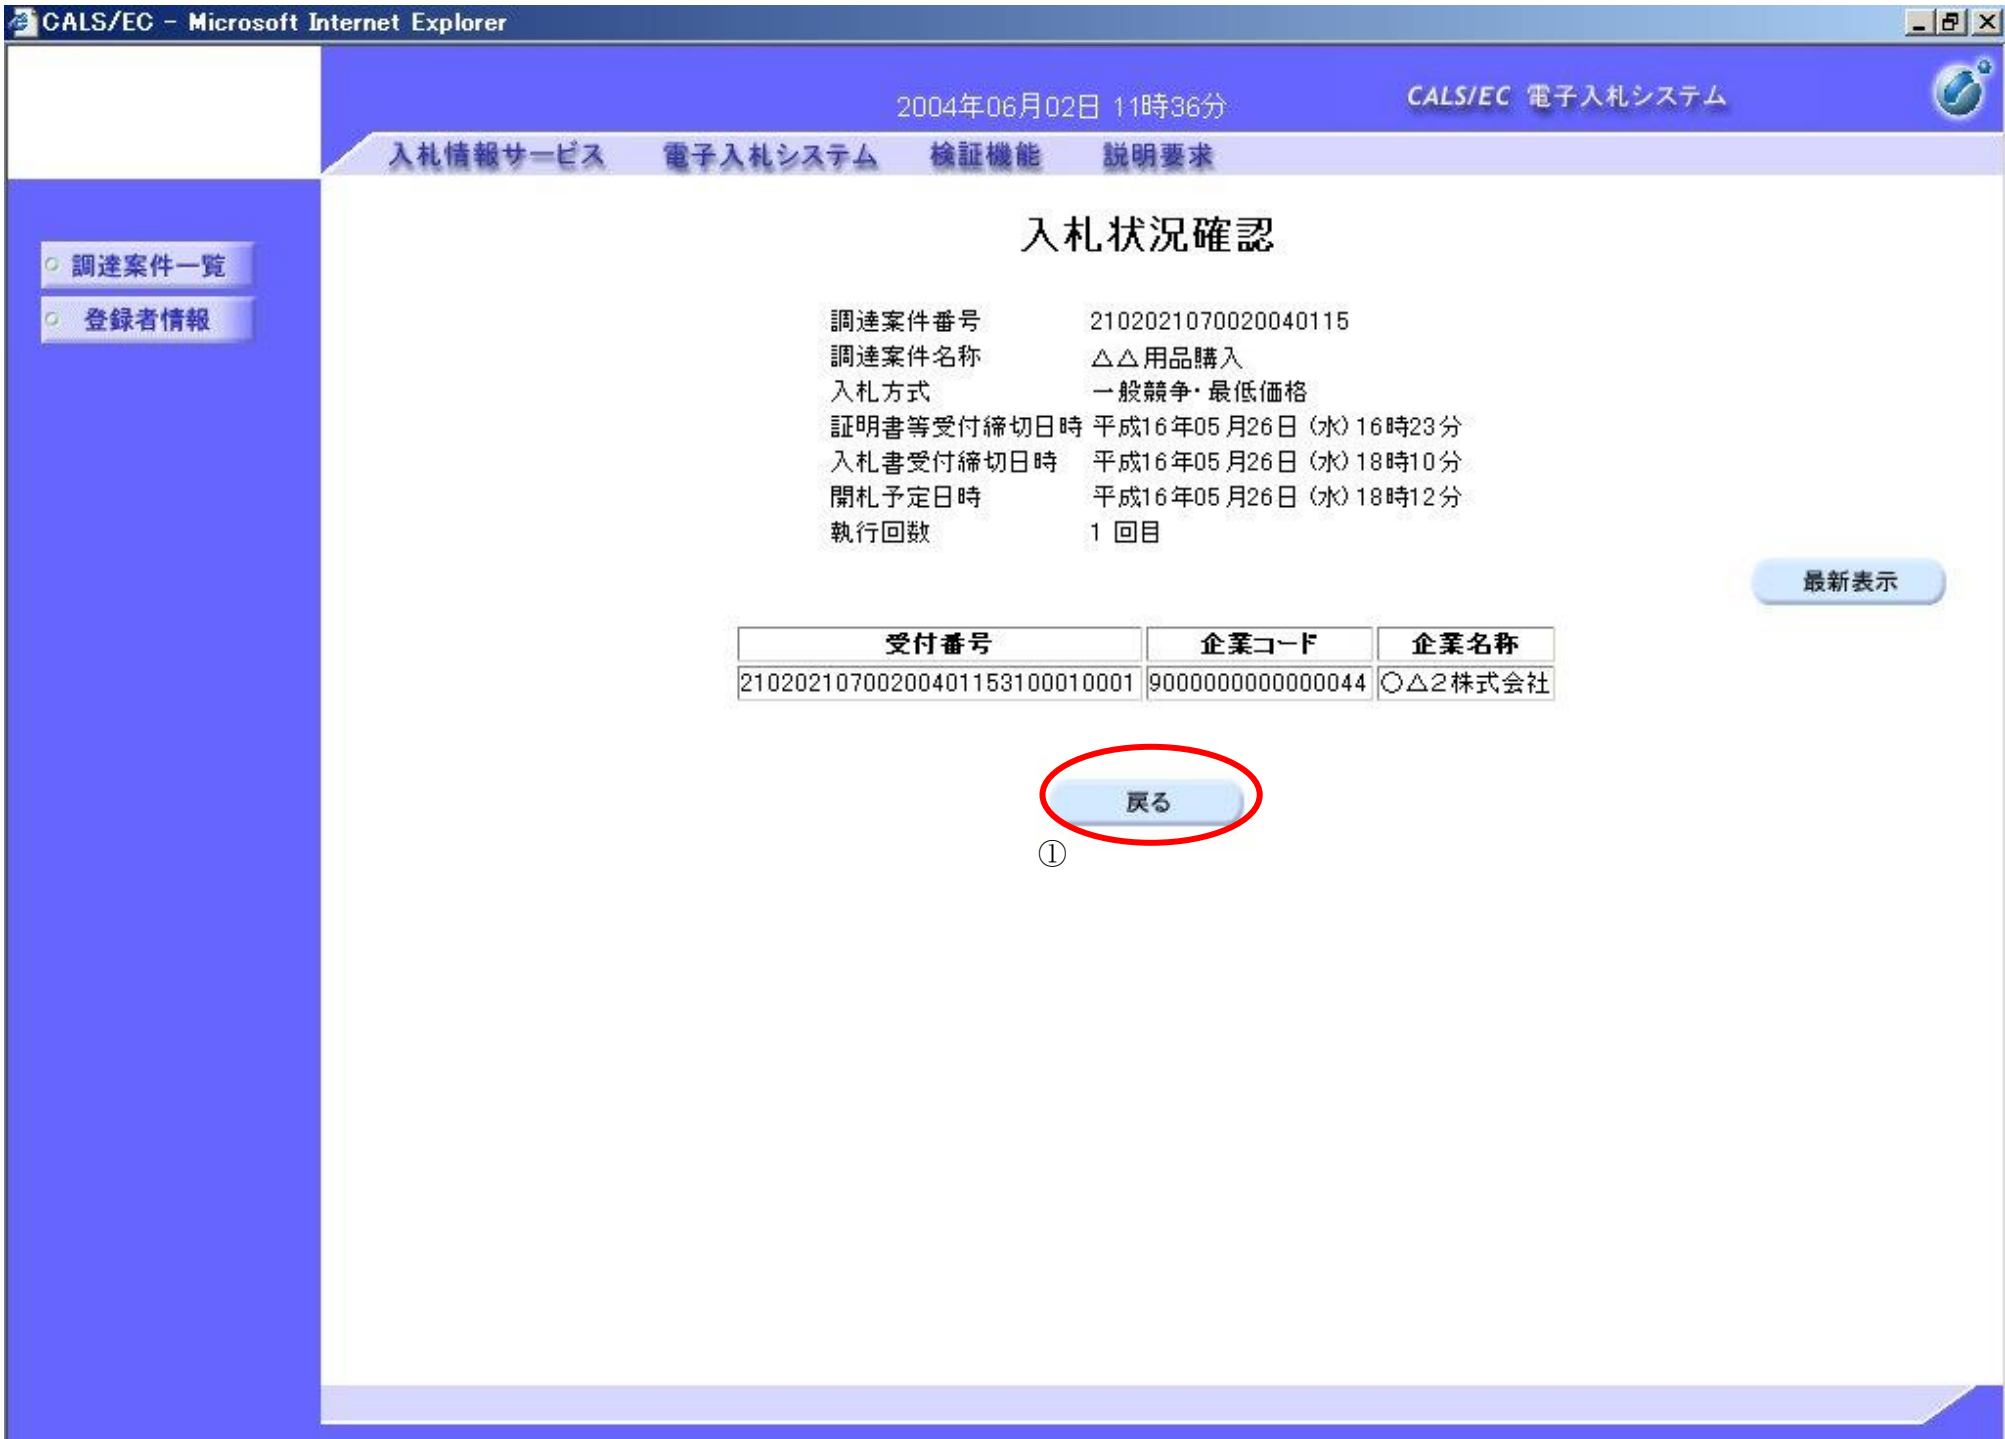 CALS/EC - Microsoft Internet Explorer
2004年06月02日 11時36分
CALS/EC 電子入札システム
入札情報サービス 電子入札システム 検証機能 説明要求
調達案件一覧
登録者情報
入札状況確認
調達案件番号 2102021070020040115
調達案件名称 △△用品購入
入札方式 一般競争・最低価格
証明書等受付締切日時 平成16年05月26日（水）16時23分
入札書受付締切日時 平成16年05月26日（水）18時10分
開札予定日時 平成16年05月26日（水）18時12分
執行回数 1 回目
最新表示
受付番号 企業コード 企業名称
21020210700200401153100010001 9000000000000044 ○△2株式会社
戻る
①